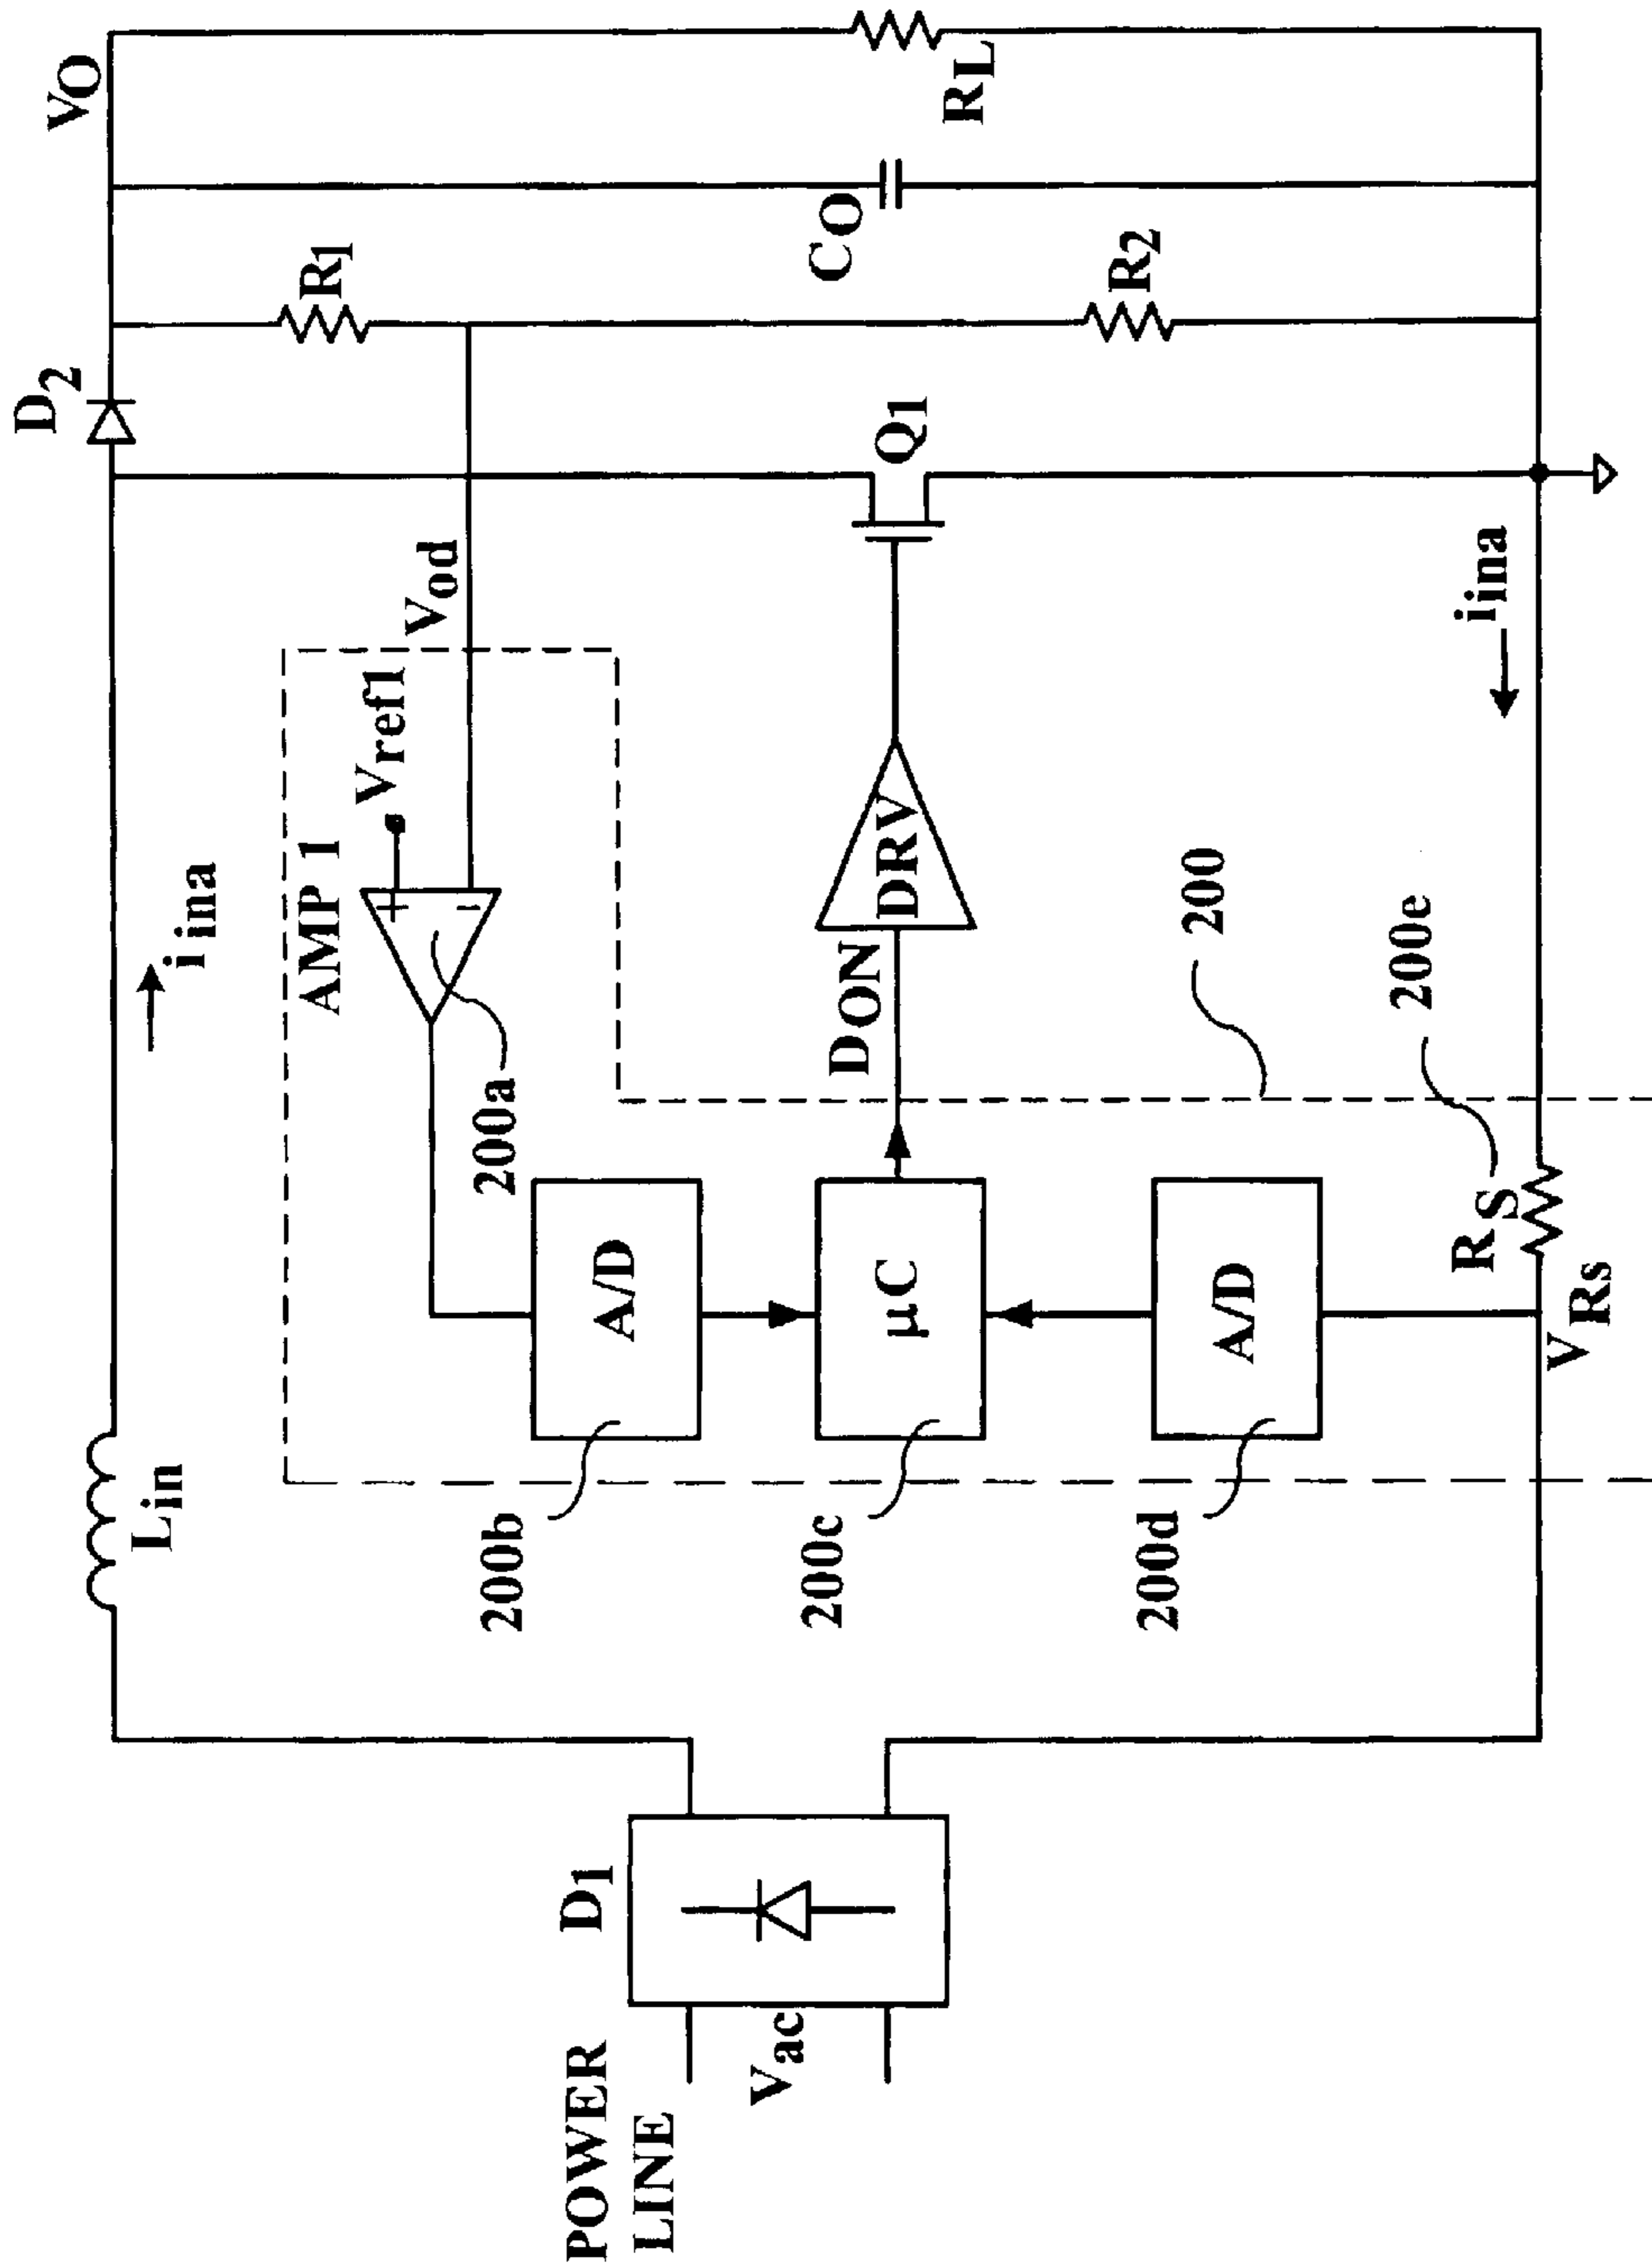 POWER
LINE
Vac
D1
Lin
iina
D2
VO
AMP 1
Vref1
Vod
R1
200a
200b
A/D
200c
µC
DON
DRV
Q1
CO
RL
200d
A/D
200
R2
200e
RS
VRs
iina
+
-